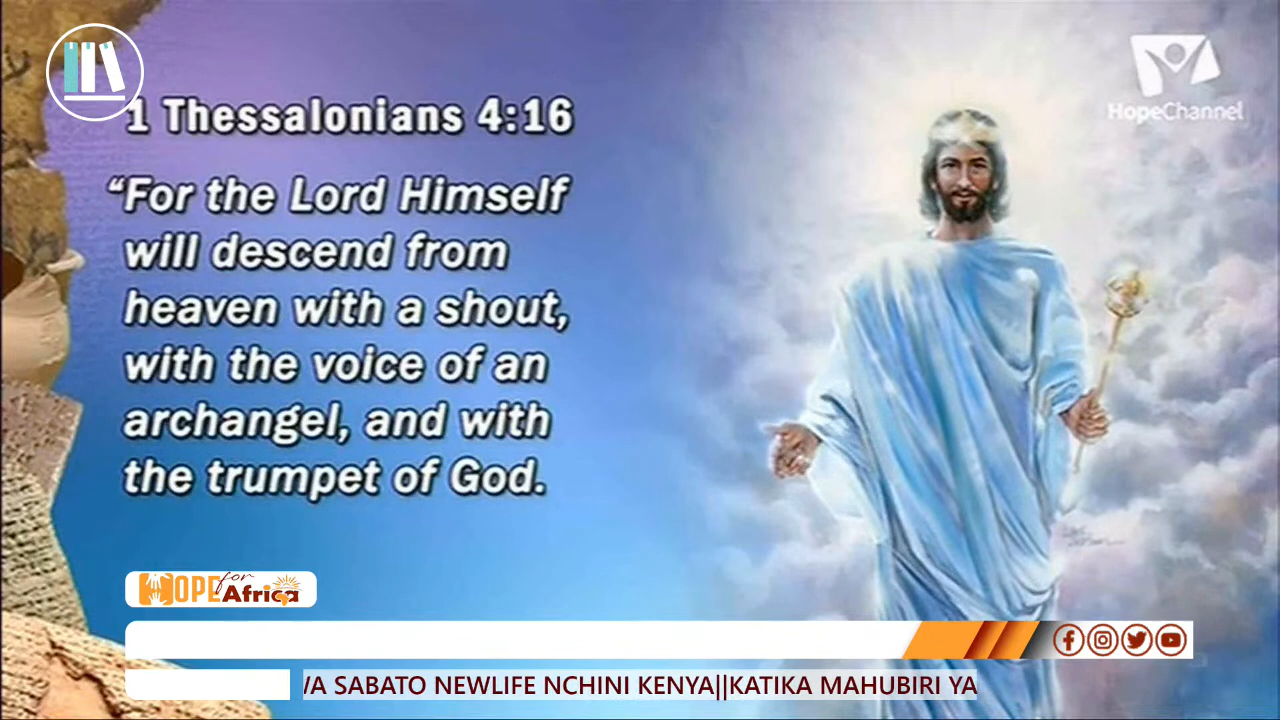 1 Thessalonians 4:16
HopeChannel
“For the Lord Himself
will descend from
heaven with a shout,
with the voice of an
archangel, and with
the trumpet of God.
HOPE for Africa
SABATO NEWLIFE NCHINI KENYA||KATIKA MAHUBIRI YA